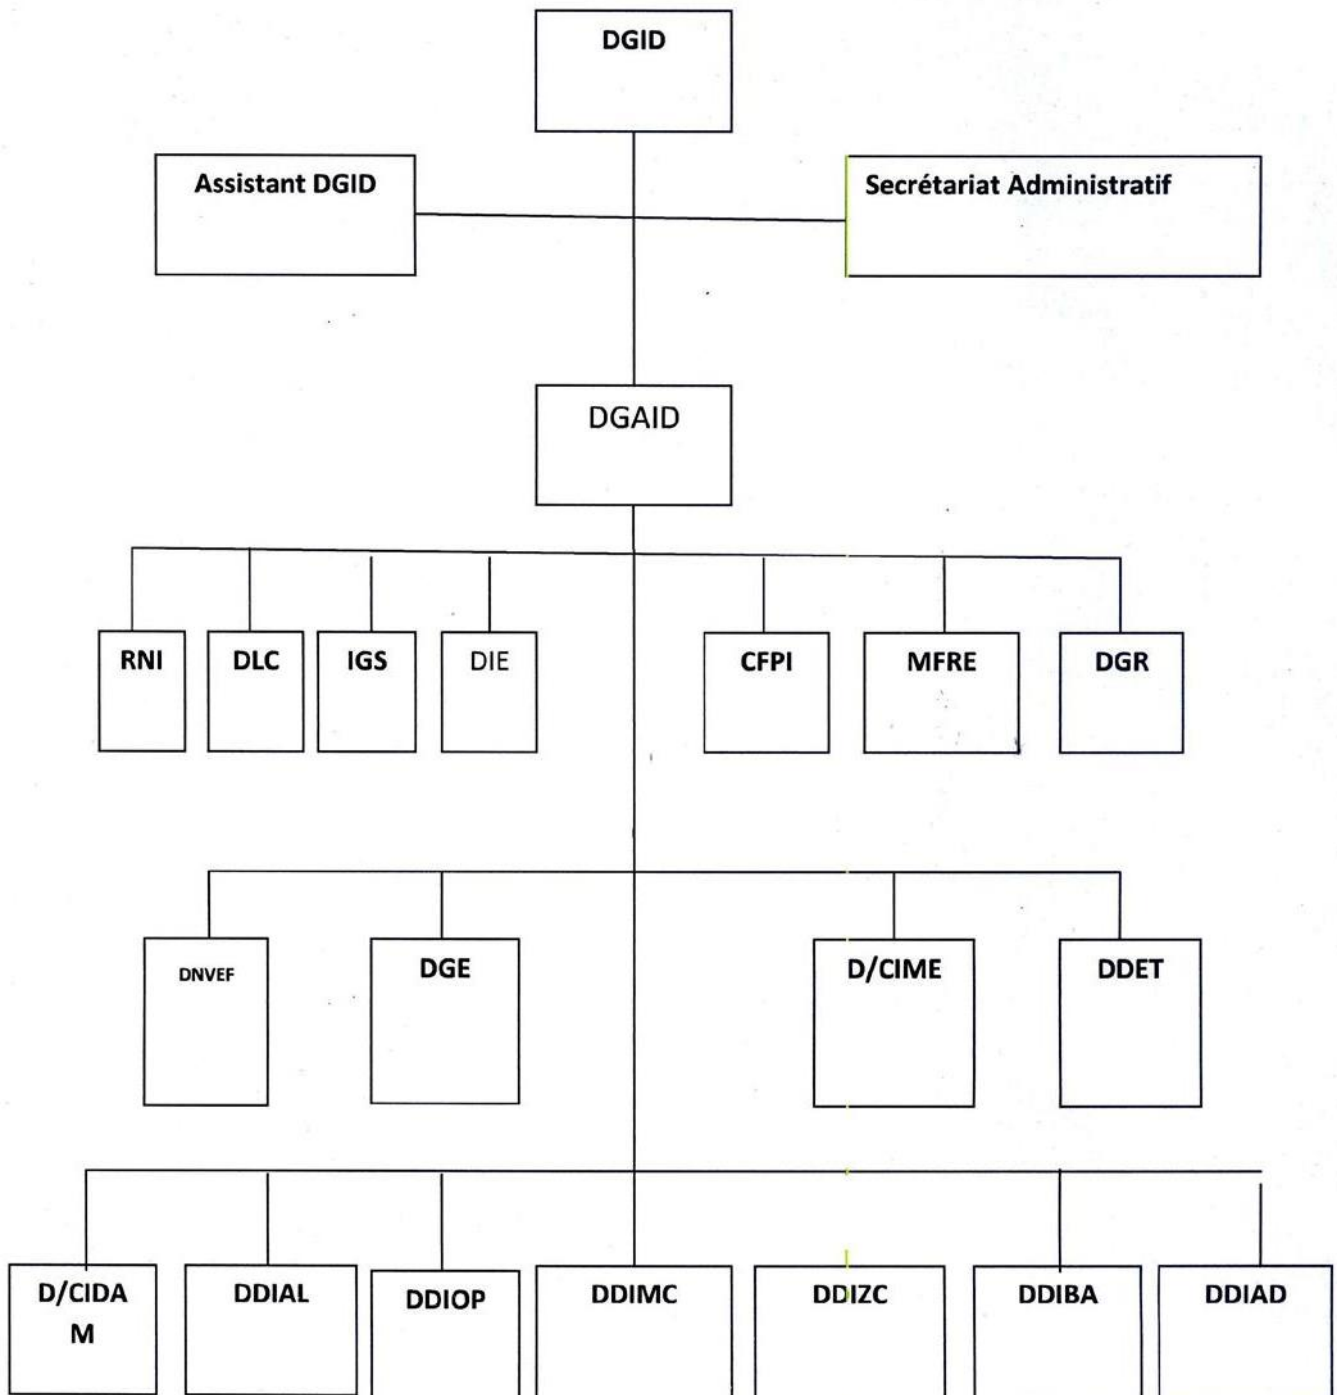 DGID
Assistant DGID
Secrétariat Administratif
DGAID
RNI
DLC
IGS
DIE
CFPI
MFRE
DGR
DNVEF
DGE
D/CIME
DDET
D/CIDA
M
DDIAL
DDIOP
DDIMC
DDIZC
DDIBA
DDIAD